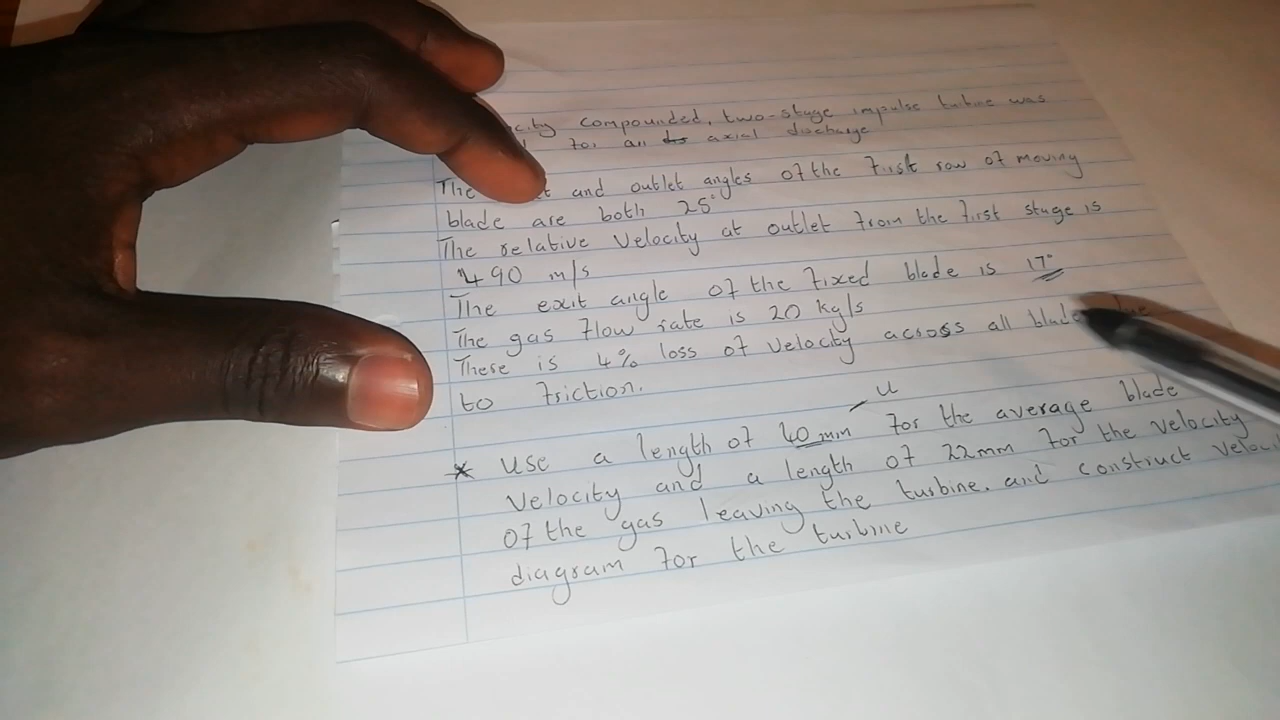 compounded, two-stage impulse turbine was
for an axial discharge
The and outlet angles of the first row of moving
blade are both 25°
The relative velocity at outlet from the first stage is
490 m/s
The exit angle of the fixed blade is 17°
The gas flow rate is 20 kg/s
There is 4% loss of velocity across all blade
to friction.
u
* use a length of 40 mm for the average blade
velocity and a length of 22mm for the velocity
of the gas leaving the turbine. and construct
diagram for the turbine